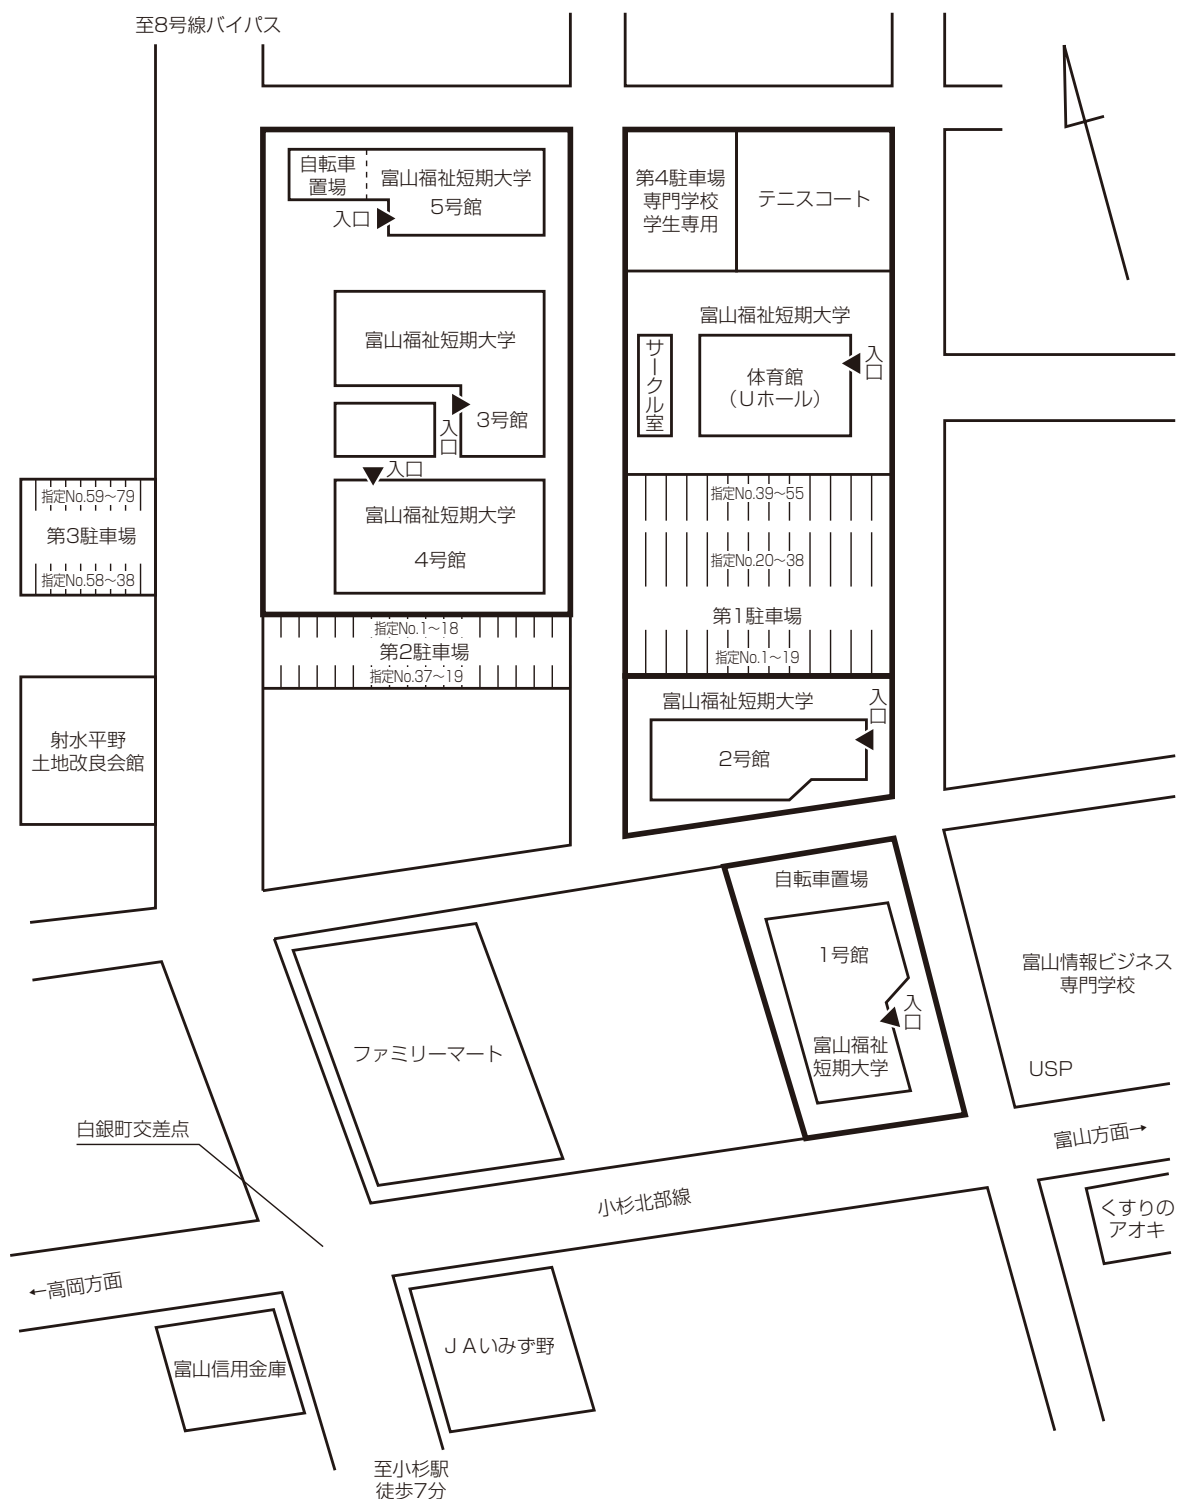 至8号線バイパス
自転車
置場
富山福祉短期大学
5号館
入口
第4駐車場
専門学校
学生専用
テニスコート
富山福祉短期大学
3号館
入口
富山福祉短期大学
サークル室
体育館
(Uホール)
入口
入口
富山福祉短期大学
4号館
指定No.59〜79
第3駐車場
指定No.58〜38
指定No.39〜55
指定No.20〜38
第1駐車場
指定No.1〜19
指定No.1〜18
第2駐車場
指定No.37〜19
富山福祉短期大学
入口
2号館
射水平野
土地改良会館
自転車置場
1号館
入口
富山福祉
短期大学
富山情報ビジネス
専門学校
USP
ファミリーマート
白銀町交差点
富山方面→
小杉北部線
くすりの
アオキ
←高岡方面
JAいみず野
富山信用金庫
至小杉駅
徒歩7分